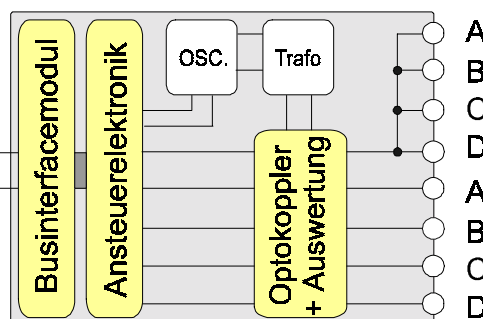 Businterfacemodul
Ansteuerelektronik
OSC.
Trafo
Optokoppler
+ Auswertung
A
B
C
D
A
B
C
D